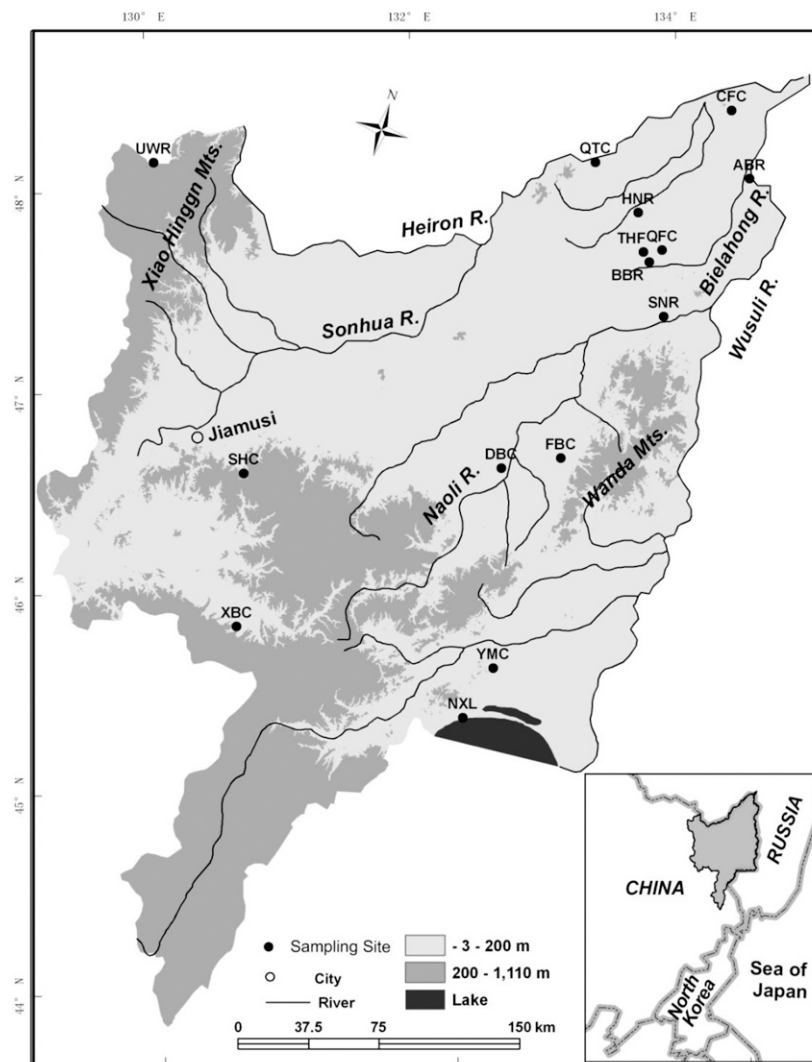 130° E
132° E
134° E
N
CFC
UWR
QTC
ABR
48° N
Xiao Hinggn Mts.
HNR
Heiron R.
THF QFC
Bielahong R.
BBR
SNR
Sonhua R.
Wusuli R.
47° N
Jiamusi
FBC
DBC
SHC
Naoli R.
Wanda Mts.
46° N
XBC
YMC
NXL
45° N
RUSSIA
CHINA
Sampling Site
- 3 - 200 m
City
200 - 1,110 m
River
Lake
Sea of
Japan
North
Korea
44° N
0 37.5 75 150 km